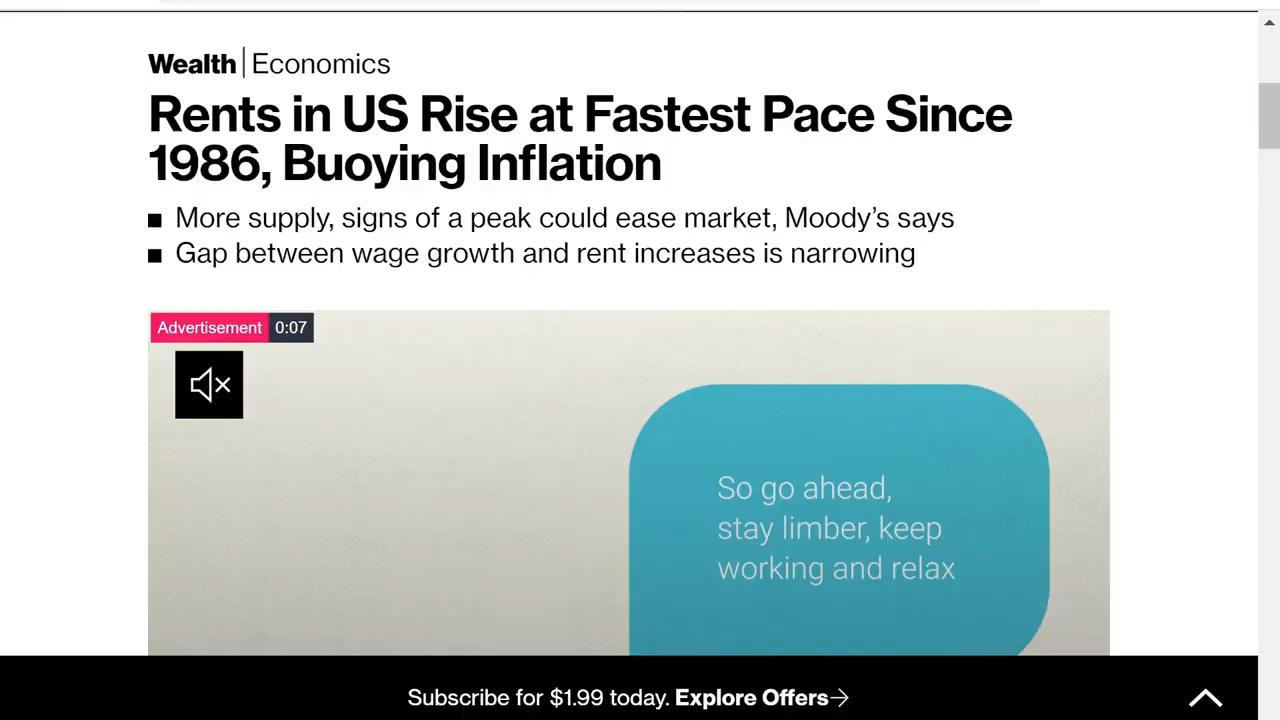 Wealth | Economics
Rents in US Rise at Fastest Pace Since
1986, Buoying Inflation
■ More supply, signs of a peak could ease market, Moody’s says
■ Gap between wage growth and rent increases is narrowing
Advertisement 0:07
So go ahead,
stay limber, keep
working and relax
Subscribe for $1.99 today. Explore Offers→